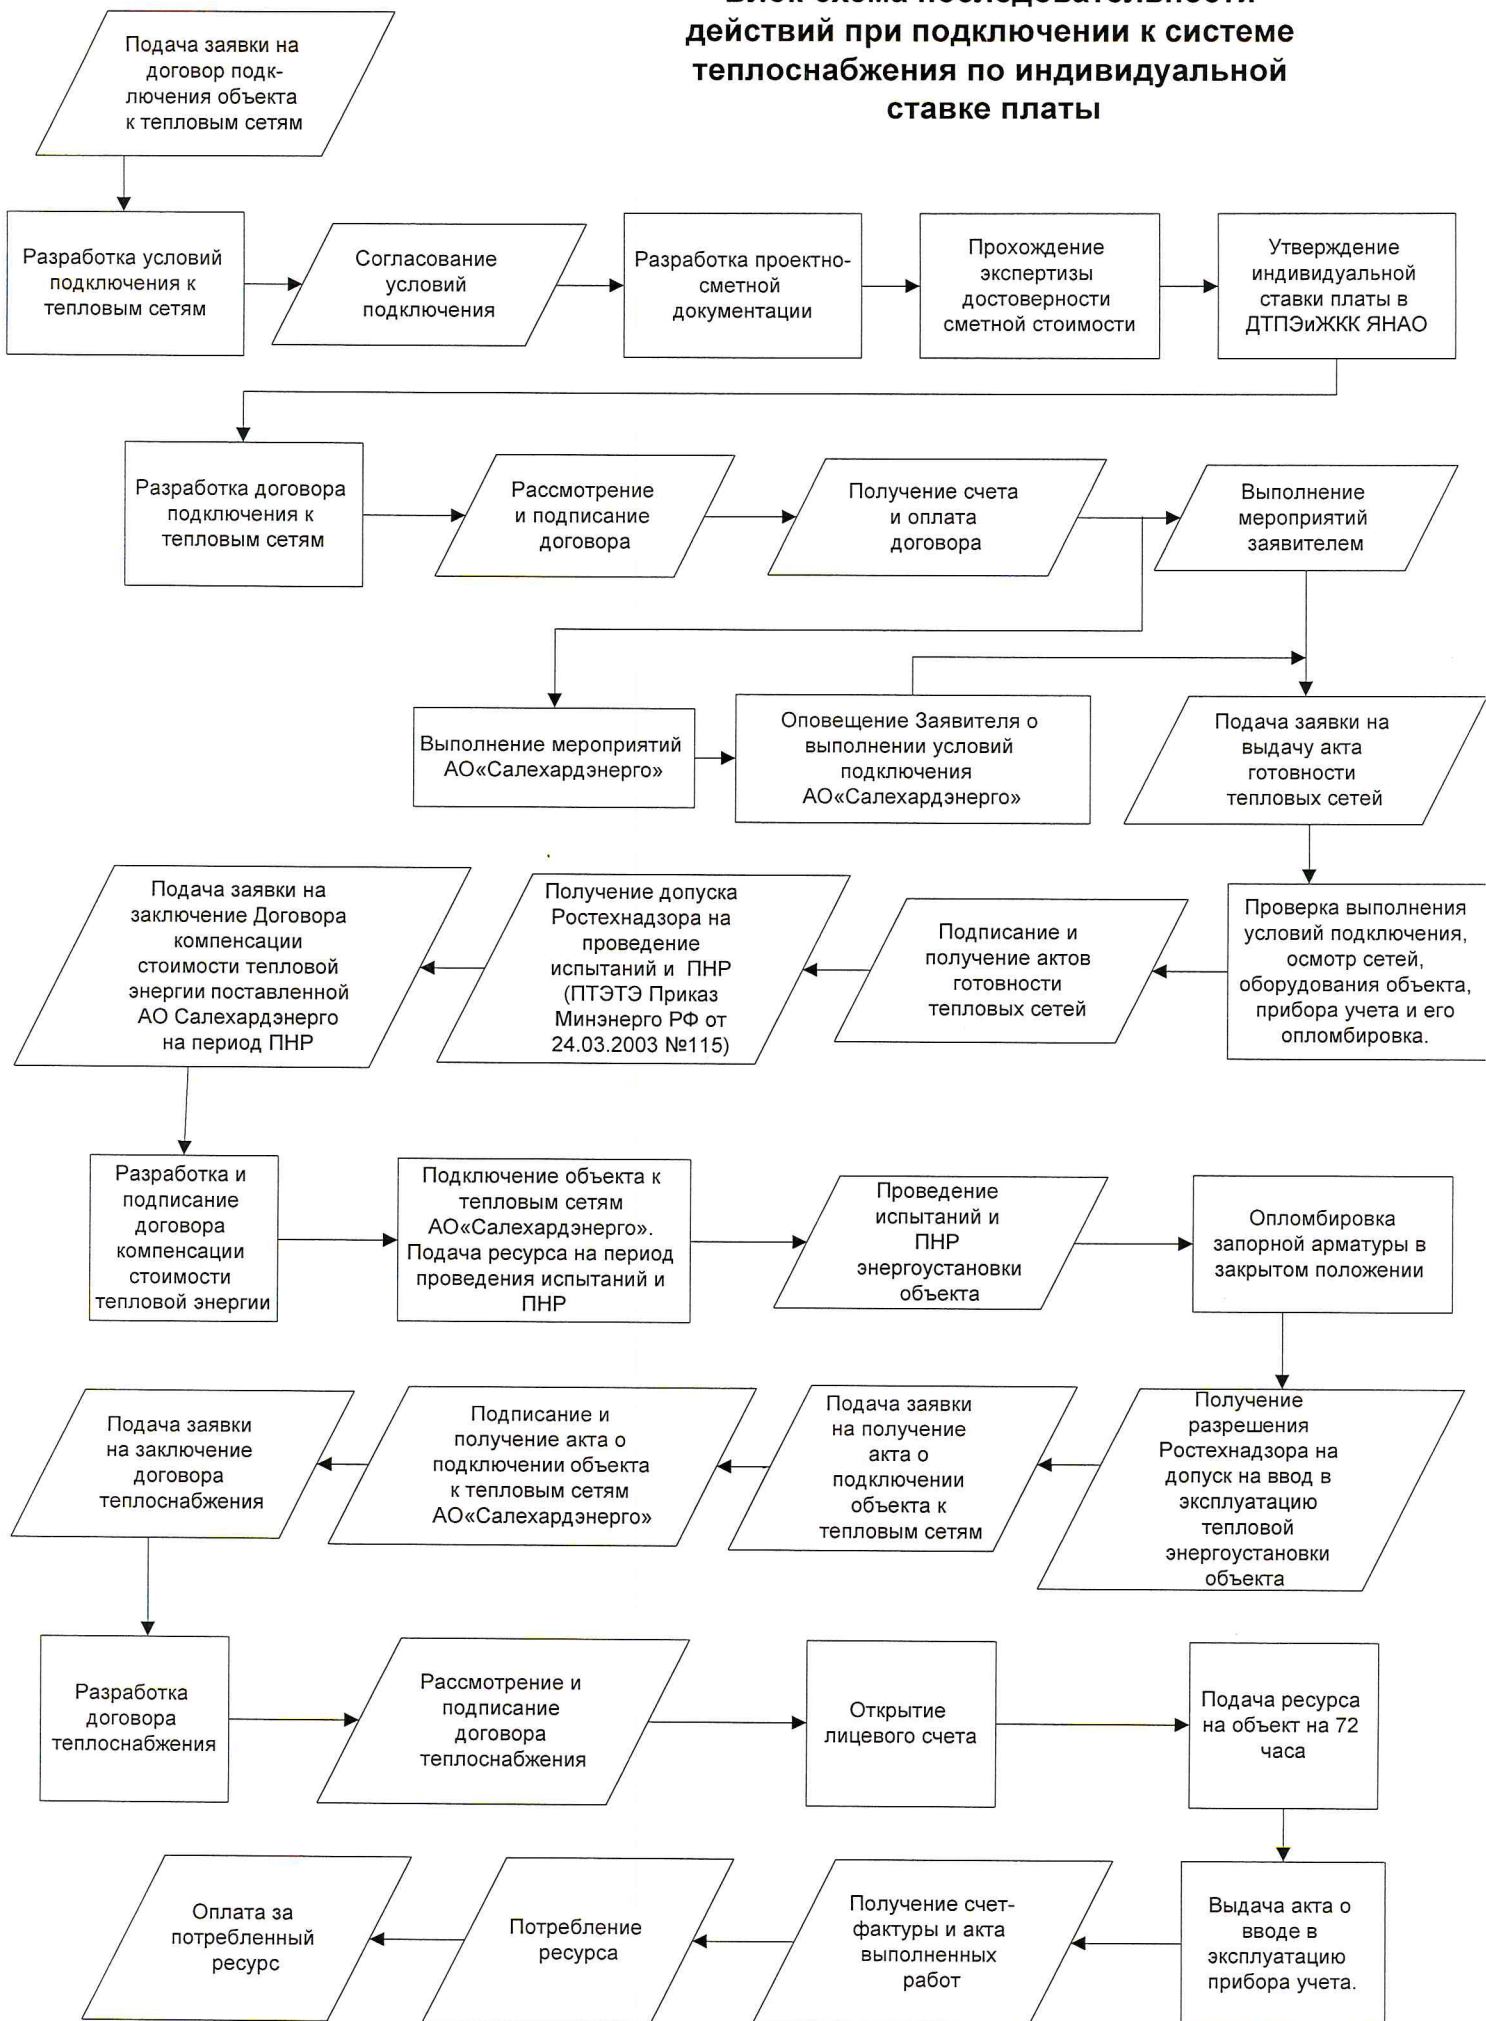 Блок-схема последовательности
действий при подключении к системе
теплоснабжения по индивидуальной
ставке платы
Подача заявки на
договор подк-
лючения объекта
к тепловым сетям
Разработка условий
подключения к
тепловым сетям
Согласование
условий
подключения
Разработка проектно-
сметной
документации
Прохождение
экспертизы
достоверности
сметной стоимости
Утверждение
индивидуальной
ставки платы в
ДТПЭиЖКК ЯНАО
Разработка договора
подключения к
тепловым сетям
Рассмотрение
и подписание
договора
Получение счета
и оплата
договора
Выполнение
мероприятий
заявителем
Выполнение мероприятий
АО«Салехардэнерго»
Оповещение Заявителя о
выполнении условий
подключения
АО«Салехардэнерго»
Подача заявки на
выдачу акта
готовности
тепловых сетей
Проверка выполнения
условий подключения,
осмотр сетей,
оборудования объекта,
прибора учета и его
опломбировка.
Подписание и
получение актов
готовности
тепловых сетей
Получение допуска
Ростехнадзора на
проведение
испытаний и ПНР
(ПТЭТЭ Приказ
Минэнерго РФ от
24.03.2003 №115)
Подача заявки на
заключение Договора
компенсации
стоимости тепловой
энергии поставленной
АО Салехардэнерго
на период ПНР
Разработка и
подписание
договора
компенсации
стоимости
тепловой энергии
Подключение объекта к
тепловым сетям
АО«Салехардэнерго».
Подача ресурса на период
проведения испытаний и
ПНР
Проведение
испытаний и
ПНР
энергоустановки
объекта
Опломбировка
запорной арматуры в
закрытом положении
Получение
разрешения
Ростехнадзора на
допуск на ввод в
эксплуатацию
тепловой
энергоустановки
объекта
Подача заявки
на получение
акта о
подключении
объекта к
тепловым сетям
Подписание и
получение акта о
подключении объекта
к тепловым сетям
АО«Салехардэнерго»
Подача заявки
на заключение
договора
теплоснабжения
Разработка
договора
теплоснабжения
Рассмотрение и
подписание
договора
теплоснабжения
Открытие
лицевого счета
Подача ресурса
на объект на 72
часа
Выдача акта о
вводе в
эксплуатацию
прибора учета.
Получение счет-
фактуры и акта
выполненных
работ
Потребление
ресурса
Оплата за
потребленный
ресурс